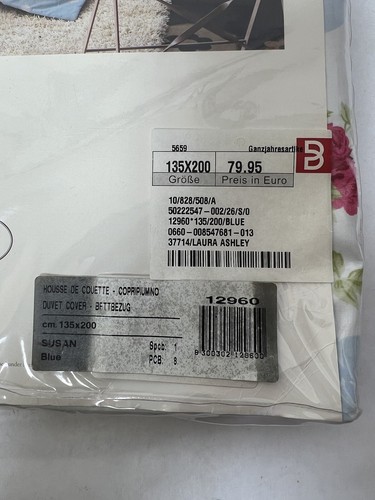 5659 Ganzjahresartikel
B
135X200 79.95
Größe Preis in Euro
10/828/508/A
50222547-002/26/S/0
12960*135/200/BLUE
0660-008547681-013
37714/LAURA ASHLEY
HOUSSE DE COUETTE - COPRIPIUMNO
DUVET COVER - BETTBEZUG
12960
cm 135x200
SUSAN Spcb: 1
Blue PCB: 8